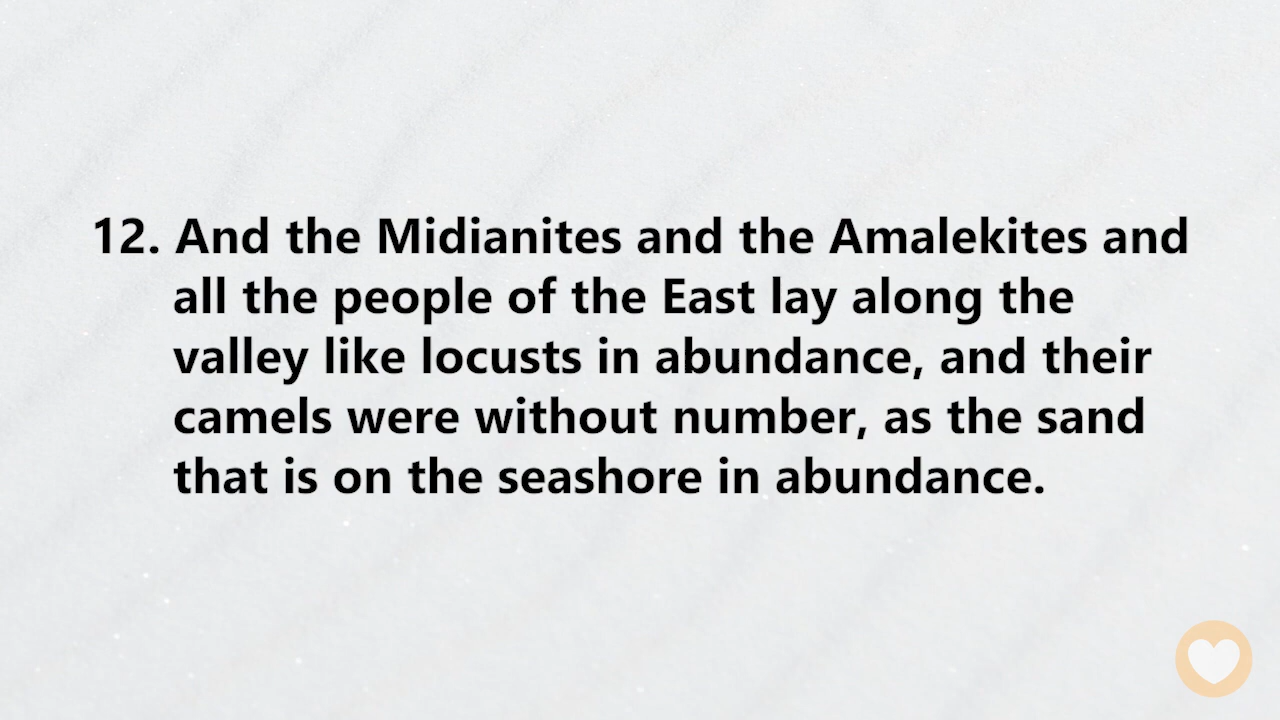 12. And the Midianites and the Amalekites and
all the people of the East lay along the
valley like locusts in abundance, and their
camels were without number, as the sand
that is on the seashore in abundance.